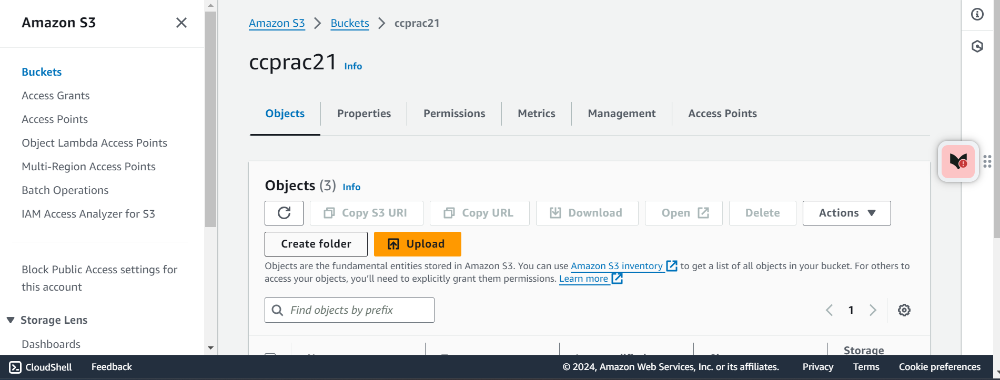 Amazon S3
Buckets
Access Grants
Access Points
Object Lambda Access Points
Multi-Region Access Points
Batch Operations
IAM Access Analyzer for S3
Block Public Access settings for
this account
Storage Lens
Dashboards
Amazon S3 > Buckets > ccprac21
ccprac21 Info
Objects Properties Permissions Metrics Management Access Points
Objects (3) Info
Copy S3 URI Copy URL Download Open Delete Actions
Create folder Upload
Objects are the fundamental entities stored in Amazon S3. You can use Amazon S3 inventory to get a list of all objects in your bucket. For others to
access your objects, you’ll need to explicitly grant them permissions. Learn more
Find objects by prefix
1
Storage
CloudShell Feedback © 2024, Amazon Web Services, Inc. or its affiliates. Privacy Terms Cookie preferences